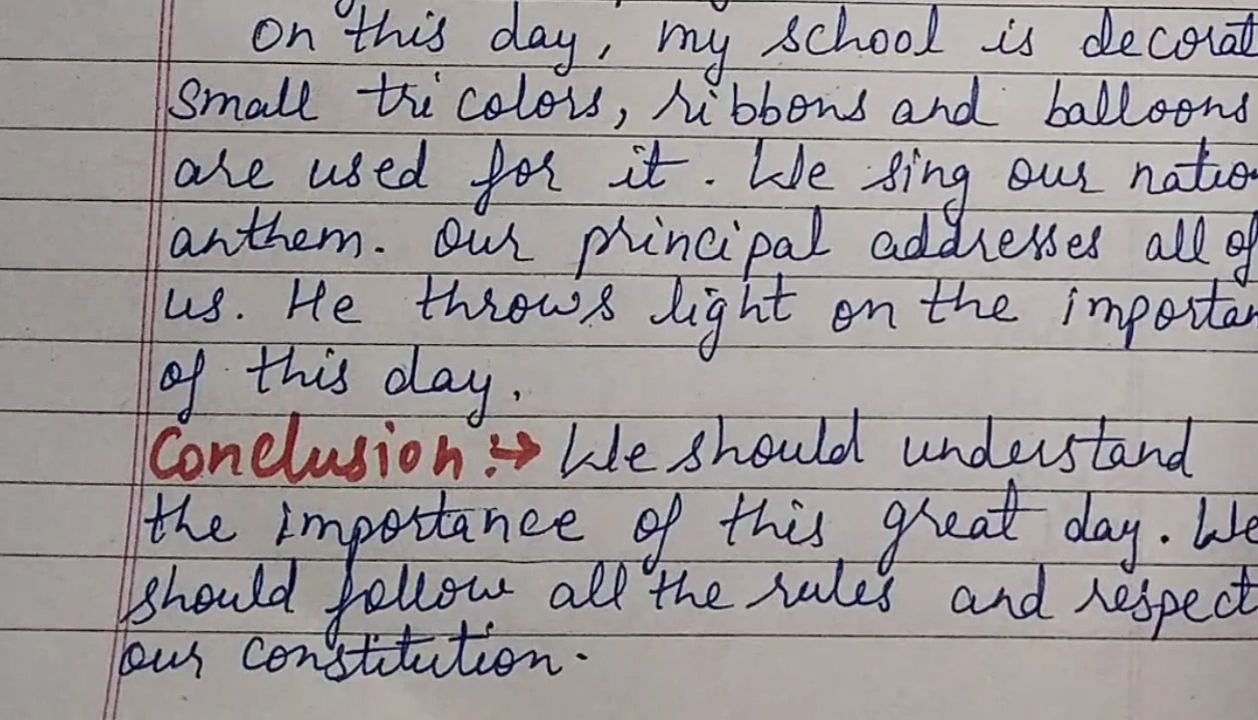 On this day, my school is decorat
Small tri colors, ribbons and balloons
are used for it. We sing our natio
anthem. Our principal addresses all of
us. He throws light on the importan
of this day.
Conclusion :→ We should understand
the importance of this great day. We
should follow all the rules and respect
our constitution.